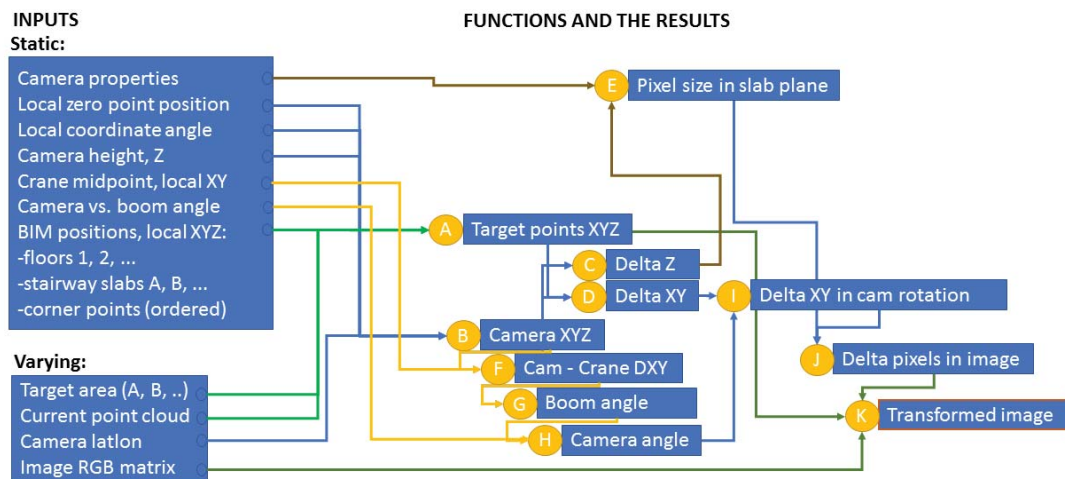 INPUTS
FUNCTIONS AND THE RESULTS
Static:
Camera properties
Local zero point position
Local coordinate angle
Camera height, Z
Crane midpoint, local XY
Camera vs. boom angle
BIM positions, local XYZ:
-floors 1, 2, ...
-stairway slabs A, B, ...
-corner points (ordered)
Varying:
Target area (A, B, ..)
Current point cloud
Camera latlon
Image RGB matrix
E Pixel size in slab plane
A Target points XYZ
C Delta Z
D Delta XY
I Delta XY in cam rotation
B Camera XYZ
J Delta pixels in image
F Cam - Crane DXY
G Boom angle
K Transformed image
H Camera angle